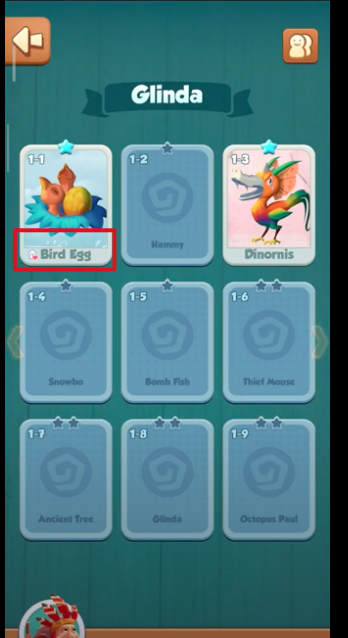 Glinda
1-1
1-2
1-3
Bird Egg
Hammy
Dinornis
1-4
1-5
1-6
Snowbo
Bomb Fish
Thief Mouse
1-7
1-8
1-9
Ancient Tree
Glinda
Octopus Paul